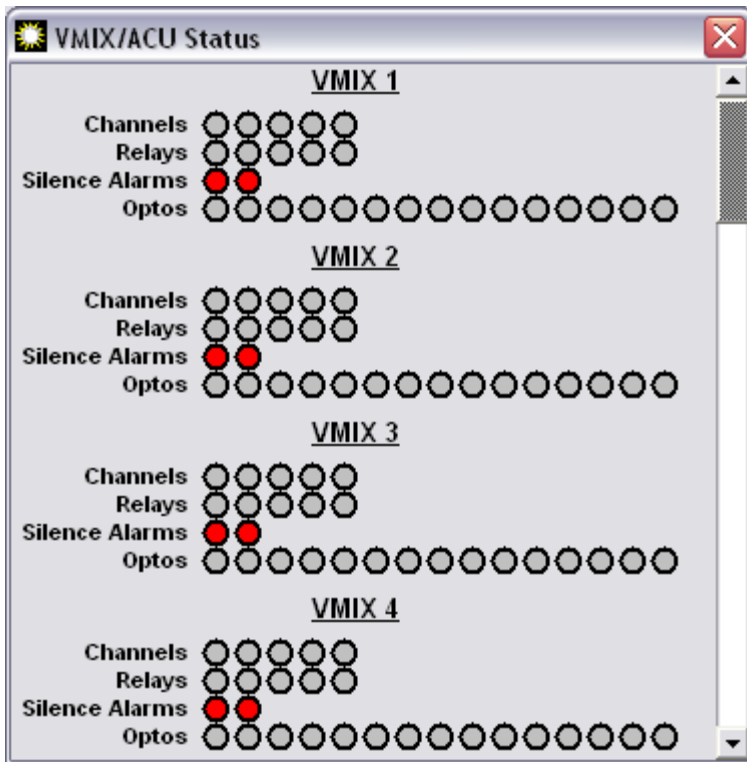 VMIX/ACU Status
VMIX 1
Channels
Relays
Silence Alarms
Optos
VMIX 2
Channels
Relays
Silence Alarms
Optos
VMIX 3
Channels
Relays
Silence Alarms
Optos
VMIX 4
Channels
Relays
Silence Alarms
Optos